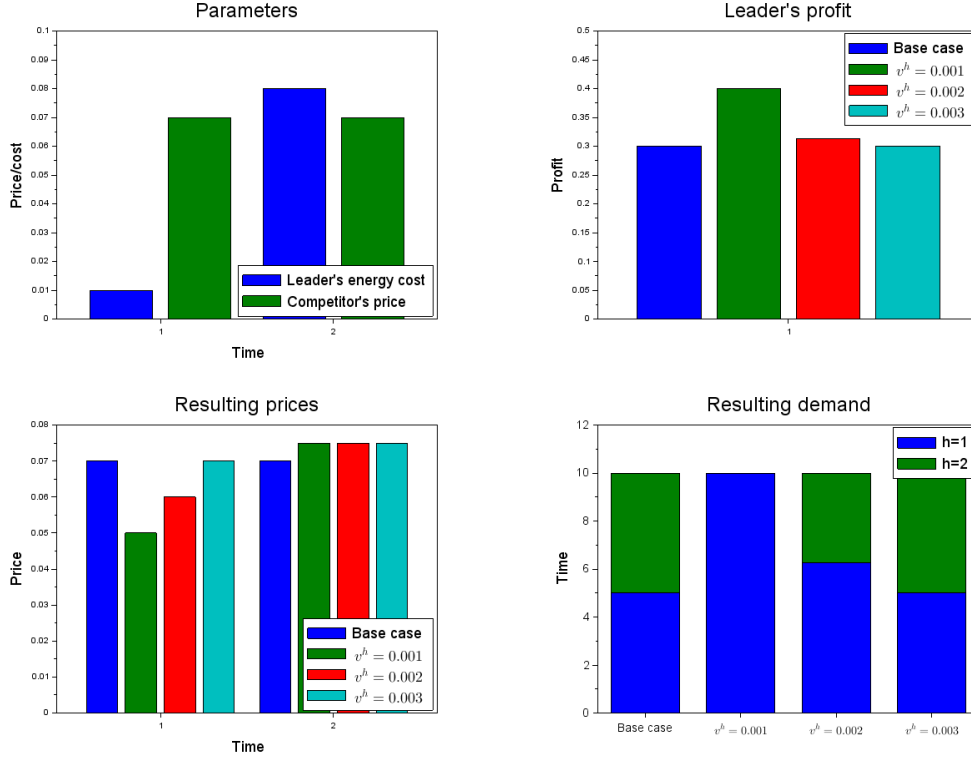 Parameters
0.1
0.09
0.08
0.07
0.06
0.05
0.04
0.03
0.02
0.01
0
Price/cost
Leader's energy cost
Competitor's price
1
2
Time
Leader's profit
0.5
0.45
0.4
0.35
0.3
0.25
0.2
0.15
0.1
0.05
0
Profit
Base case
v^h = 0.001
v^h = 0.002
v^h = 0.003
1
Resulting prices
0.08
0.07
0.06
0.05
0.04
0.03
0.02
0.01
0
Price
Base case
v^h = 0.001
v^h = 0.002
v^h = 0.003
1
2
Time
Resulting demand
12
10
8
6
4
2
0
Time
h=1
h=2
Base case
v^h = 0.001
v^h = 0.002
v^h = 0.003